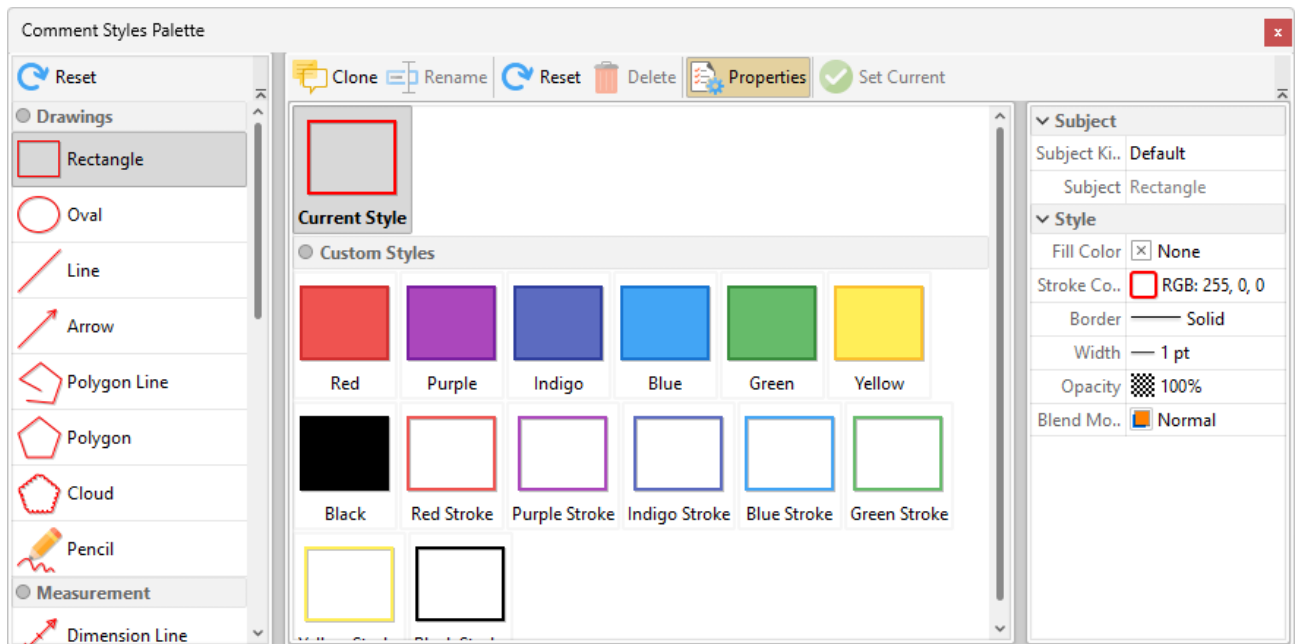 Comment Styles Palette
Reset
Drawings
Rectangle
Oval
Line
Arrow
Polygon Line
Polygon
Cloud
Pencil
Measurement
Dimension Line
Clone Rename Reset Delete Properties Set Current
Current Style
Custom Styles
Red Purple Indigo Blue Green Yellow
Black Red Stroke Purple Stroke Indigo Stroke Blue Stroke Green Stroke
Subject
Subject Ki.. Default
Subject Rectangle
Style
Fill Color None
Stroke Co.. RGB: 255, 0, 0
Border Solid
Width 1 pt
Opacity 100%
Blend Mo.. Normal